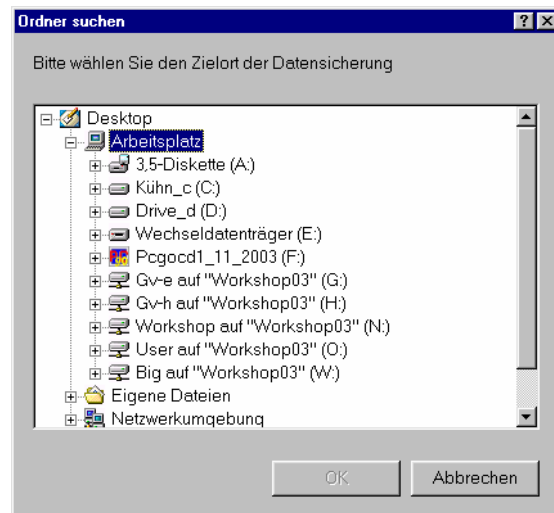 Ordner suchen
Bitte wählen Sie den Zielort der Datensicherung
Desktop
Arbeitsplatz
3,5-Diskette (A:)
Kühn_c (C:)
Drive_d (D:)
Wechseldatenträger (E:)
Pcgocd1_11_2003 (F:)
Gv-e auf "Workshop03" (G:)
Gv-h auf "Workshop03" (H:)
Workshop auf "Workshop03" (N:)
User auf "Workshop03" (O:)
Big auf "Workshop03" (W:)
Eigene Dateien
Netzwerkumgebung
OK Abbrechen